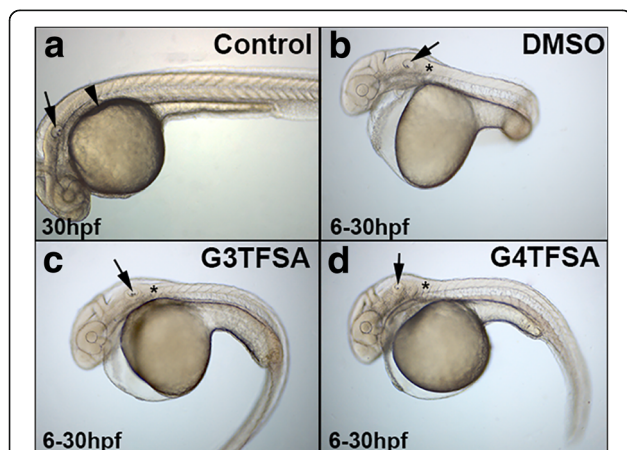 a Control
30hpf
b DMSO
*
6-30hpf
c G3TFSA
*
6-30hpf
d G4TFSA
*
6-30hpf